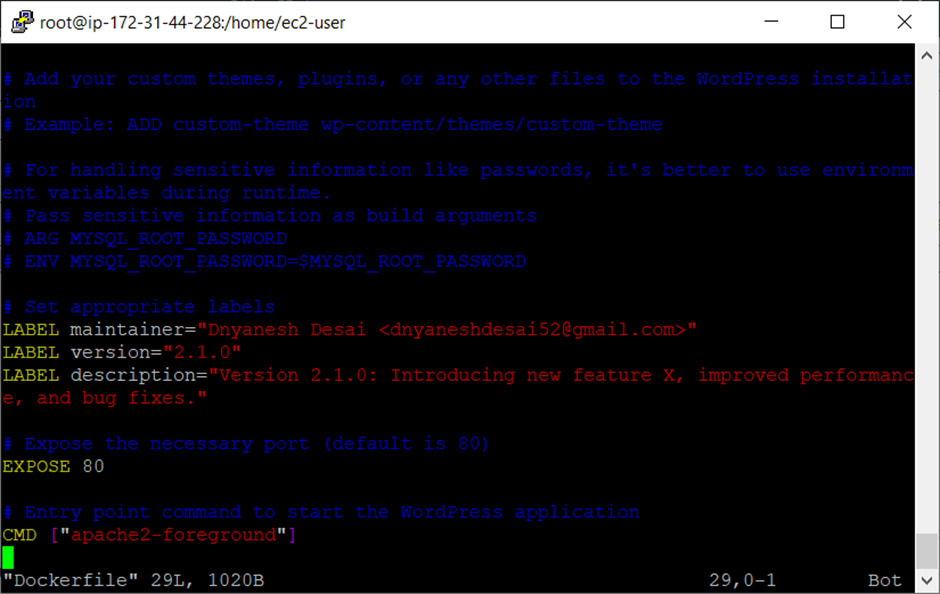 root@ip-172-31-44-228:/home/ec2-user
# Add your custom themes, plugins, or any other files to the WordPress installat
ion
# Example: ADD custom-theme wp-content/themes/custom-theme
# For handling sensitive information like passwords, it's better to use environm
ent variables during runtime.
# Pass sensitive information as build arguments
# ARG MYSQL_ROOT_PASSWORD
# ENV MYSQL_ROOT_PASSWORD=$MYSQL_ROOT_PASSWORD
# Set appropriate labels
LABEL maintainer="Dnyanesh Desai <dnyaneshdesai52@gmail.com>"
LABEL version="2.1.0"
LABEL description="Version 2.1.0: Introducing new feature X, improved performanc
e, and bug fixes."
# Expose the necessary port (default is 80)
EXPOSE 80
# Entry point command to start the WordPress application
CMD ["apache2-foreground"]
"Dockerfile" 29L, 1020B 29,0-1 Bot